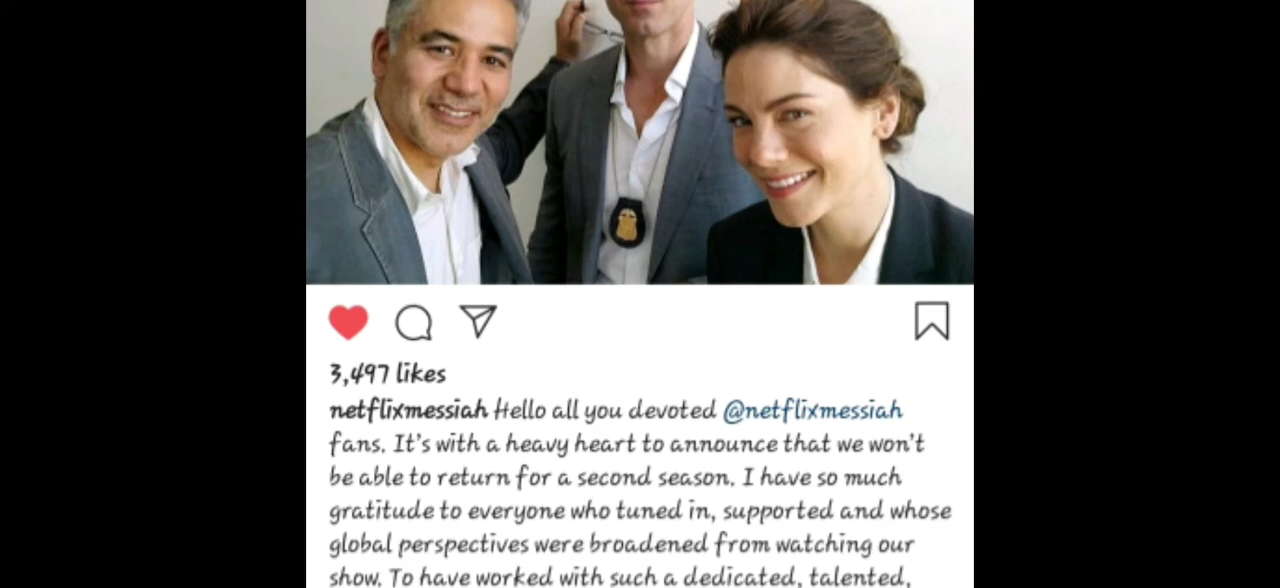 3,497 likes
netflixmessiah Hello all you devoted @netflixmessiah
fans. It's with a heavy heart to announce that we won't
be able to return for a second season. I have so much
gratitude to everyone who tuned in, supported and whose
global perspectives were broadened from watching our
show. To have worked with such a dedicated, talented,